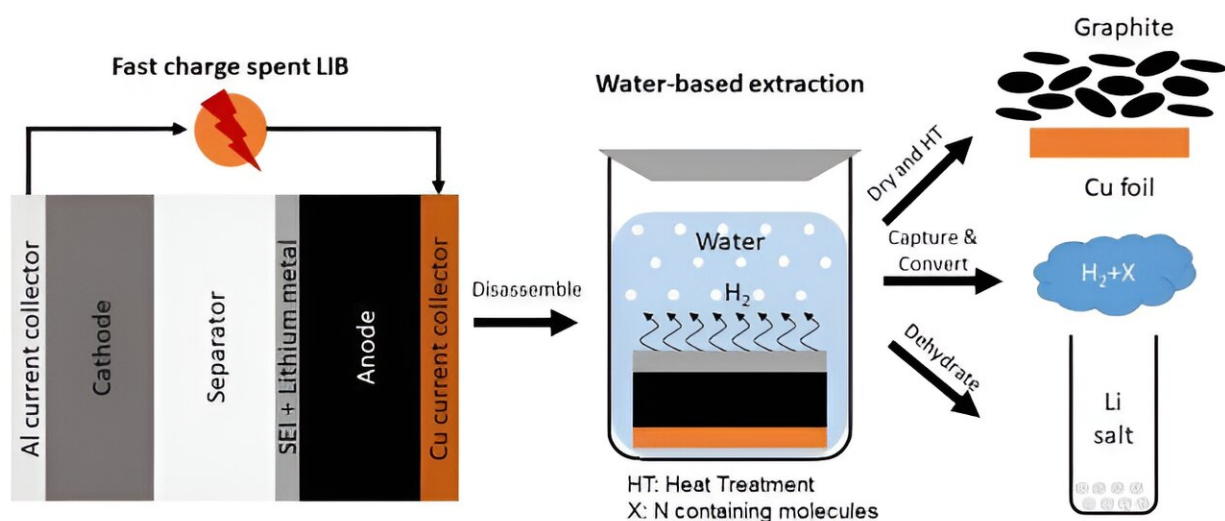 Fast charge spent LIB
Al current collector
Cathode
Separator
SEI + Lithium metal
Anode
Cu current collector
Disassemble
Water-based extraction
Water
H₂
HT: Heat Treatment
X: N containing molecules
Dry and HT
Capture &
Convert
Dehydrate
Graphite
Cu foil
H₂+X
Li
salt